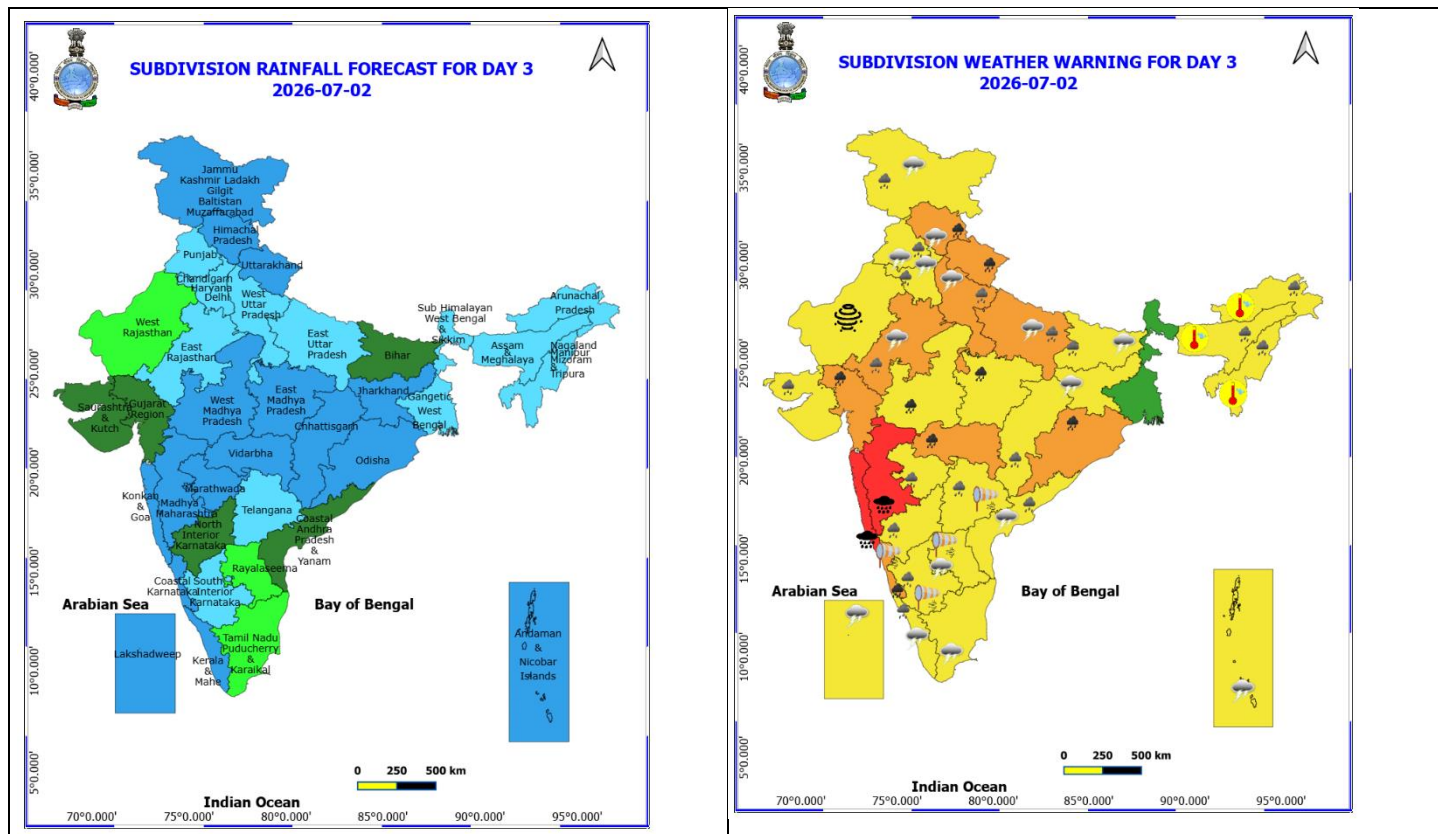 SUBDIVISION RAINFALL FORECAST FOR DAY 3
2026-07-02
40°0.000'
35°0.000'
30°0.000'
25°0.000'
20°0.000'
15°0.000'
10°0.000'
5°0.000'
Jammu
Kashmir Ladakh
Gilgit
Baltistan
Muzaffarabad
Himachal
Pradesh
Punjab
Uttarakhand
Chandigarh
Haryana
Delhi
West
Uttar
Pradesh
West
Rajasthan
East
Rajasthan
East
Uttar
Pradesh
Bihar
Sub Himalayan
West Bengal
&
Sikkim
Arunachal
Pradesh
Assam
&
Meghalaya
Nagaland
Manipur
Mizoram
&
Tripura
Saurashtra
&
Kutch
Gujarat
Region
West
Madhya
Pradesh
East
Madhya
Pradesh
Jharkhand
Gangetic
West
Bengal
Chhattisgarh
Odisha
Vidarbha
Konkan
&
Goa
Madhya
Maharashtra
Marathwada
Telangana
North
Interior
Karnataka
Coastal
Andhra
Pradesh
&
Yanam
Rayalaseema
Coastal
Karnataka
South
Interior
Karnataka
Tamil Nadu
Puducherry
&
Karaikal
Kerala
&
Mahe
Lakshadweep
Andaman
&
Nicobar
Islands
Arabian Sea
Bay of Bengal
Indian Ocean
0 250 500 km
70°0.000' 75°0.000' 80°0.000' 85°0.000' 90°0.000' 95°0.000'
SUBDIVISION WEATHER WARNING FOR DAY 3
2026-07-02
40°0.000'
35°0.000'
30°0.000'
25°0.000'
20°0.000'
15°0.000'
10°0.000'
5°0.000'
Arabian Sea
Bay of Bengal
Indian Ocean
0 250 500 km
70°0.000' 75°0.000' 80°0.000' 85°0.000' 90°0.000' 95°0.000'